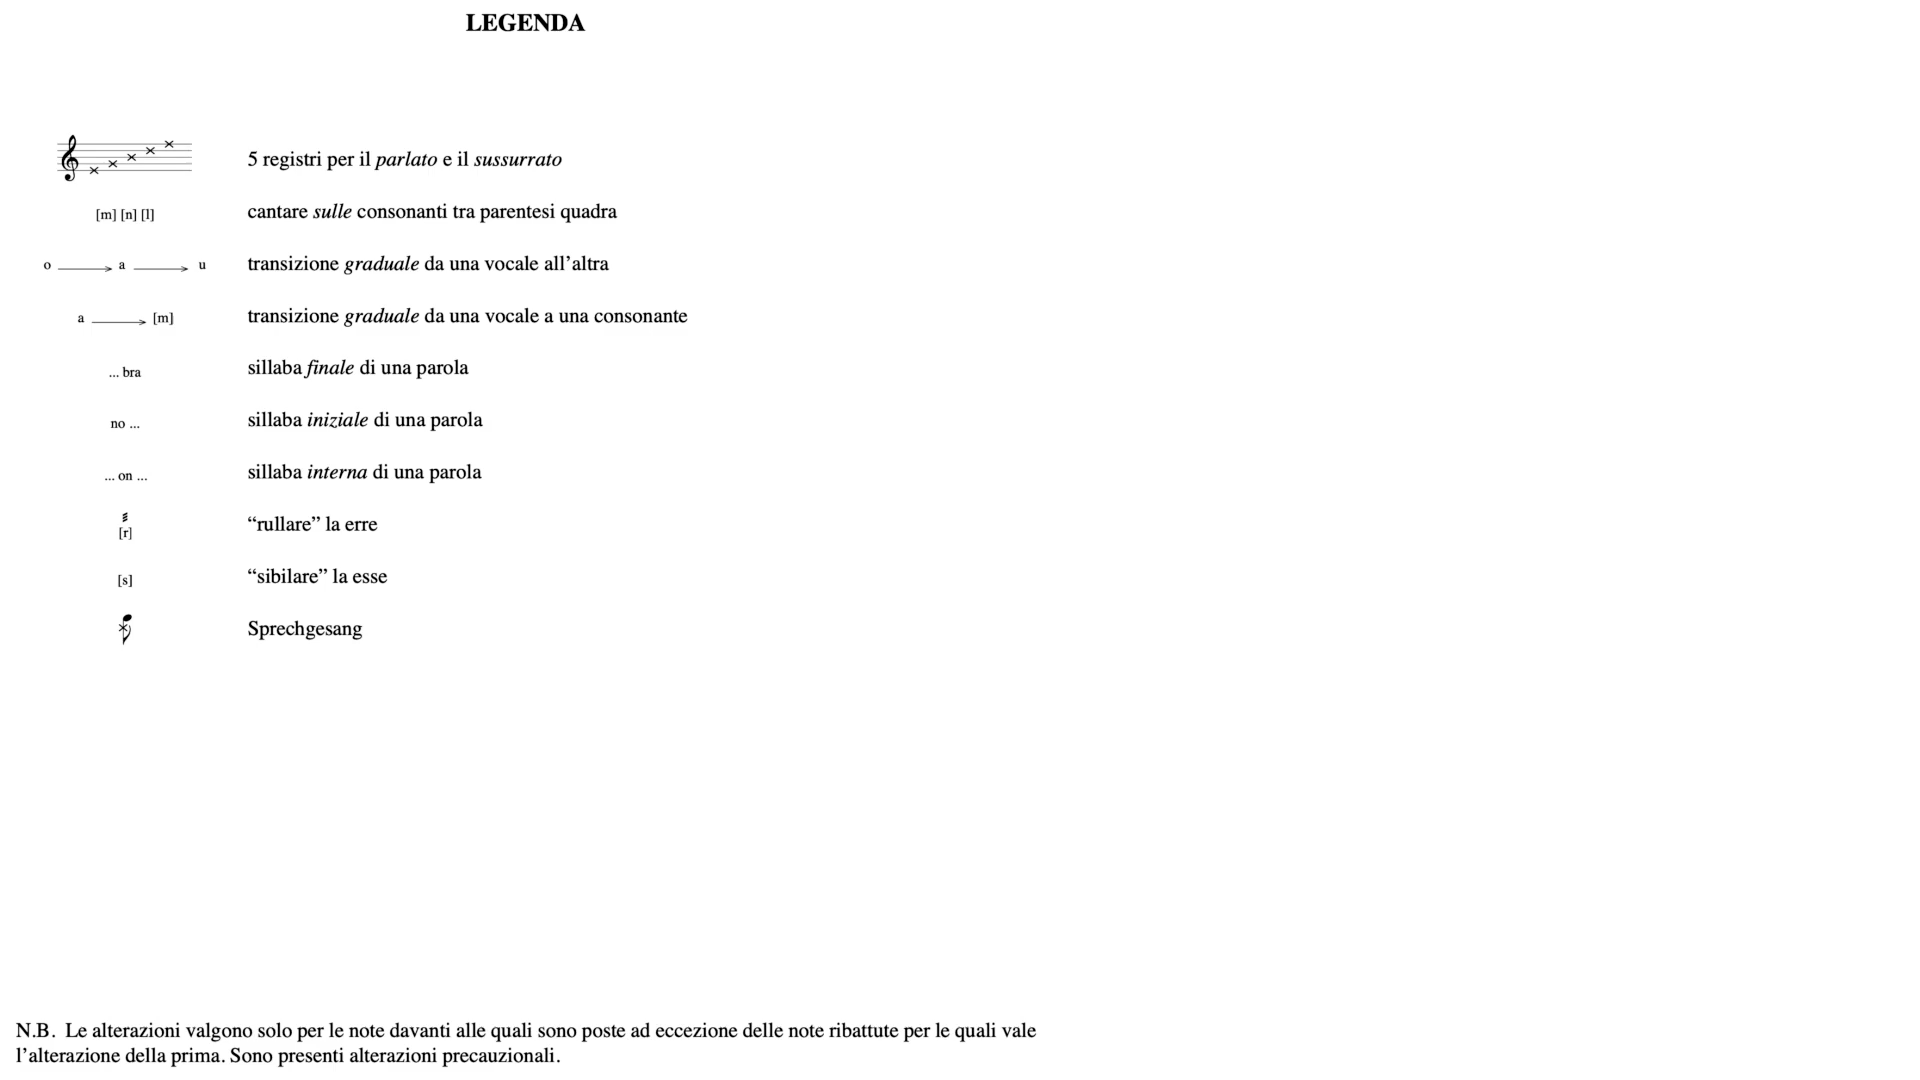 LEGENDA
5 registri per il parlato e il sussurrato
[m] [n] [l] cantare sulle consonanti tra parentesi quadra
o a u transizione graduale da una vocale all’altra
a [m] transizione graduale da una vocale a una consonante
... bra sillaba finale di una parola
no ... sillaba iniziale di una parola
... on ... sillaba interna di una parola
[r] “rullare” la erre
[s] “sibilare” la esse
Sprechgesang
N.B. Le alterazioni valgono solo per le note davanti alle quali sono poste ad eccezione delle note ribattute per le quali vale
l’alterazione della prima. Sono presenti alterazioni precauzionali.